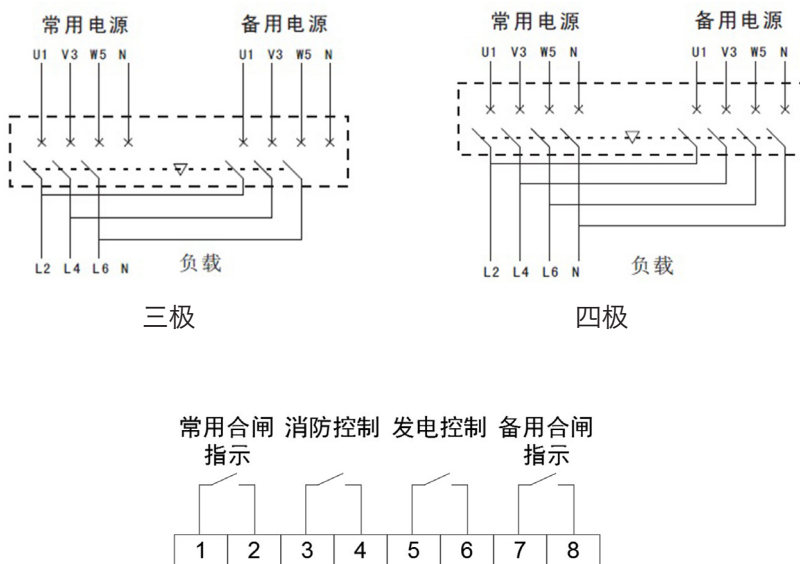 常用电源 备用电源
U1 V3 W5 N U1 V3 W5 N
L2 L4 L6 N
负载
三极
常用电源 备用电源
U1 V3 W5 N U1 V3 W5 N
L2 L4 L6 N
负载
四极
常用合闸 消防控制 发电控制 备用合闸
指示 指示
1 2 3 4 5 6 7 8